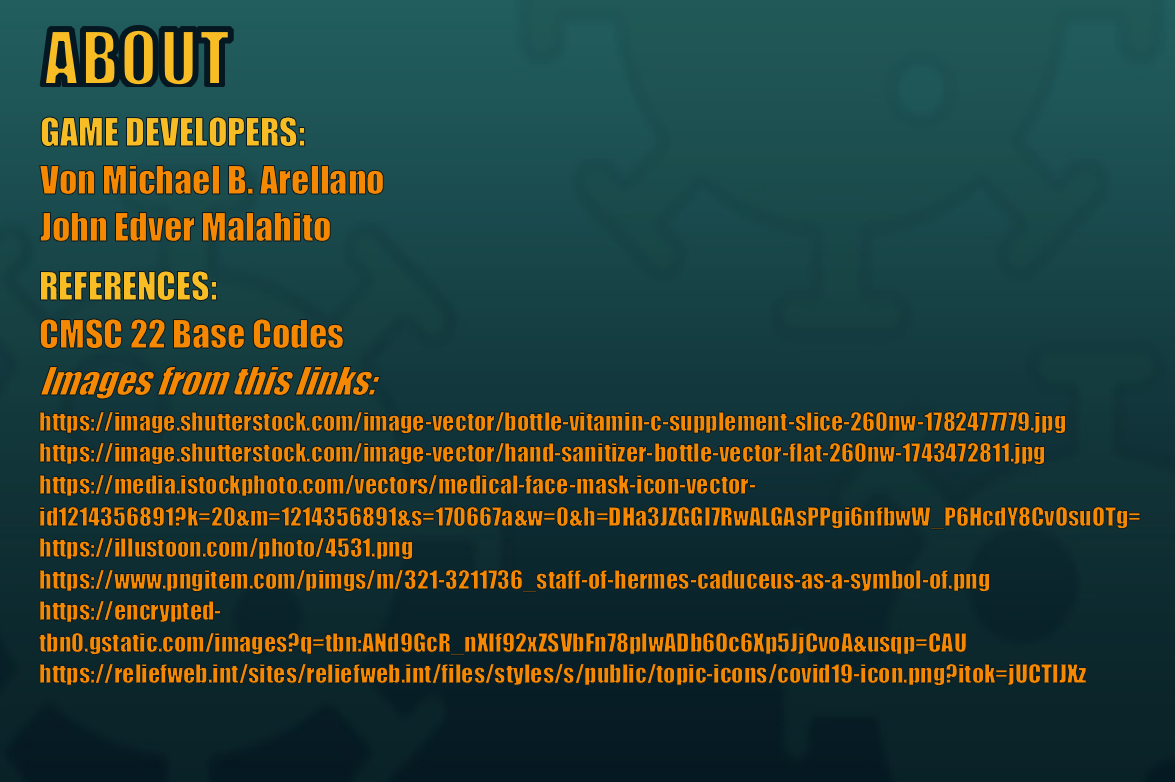 ABOUT
GAME DEVELOPERS:
Von Michael B. Arellano
John Edver Malahito
REFERENCES:
CMSC 22 Base Codes
Images from this links:
https://image.shutterstock.com/image-vector/bottle-vitamin-c-supplement-slice-260nw-1782477779.jpg
https://image.shutterstock.com/image-vector/hand-sanitizer-bottle-vector-flat-260nw-1743472811.jpg
https://media.istockphoto.com/vectors/medical-face-mask-icon-vector-
id1214356891?k=20&m=1214356891&s=170667a&w=0&h=DHa3JZGGI7RwALGAsPPgi6nfbwW_P6HcdY8Cv0su0Tg=
https://illustoon.com/photo/4531.png
https://www.pngitem.com/pimgs/m/321-3211736_staff-of-hermes-caduceus-as-a-symbol-of.png
https://encrypted-
tbn0.gstatic.com/images?q=tbn:ANd9GcR_nXlf92xZSVbFn78plwADb6Oc6Xp5JjCvoA&usqp=CAU
https://reliefweb.int/sites/reliefweb.int/files/styles/s/public/topic-icons/covid19-icon.png?itok=jUCTIJXz